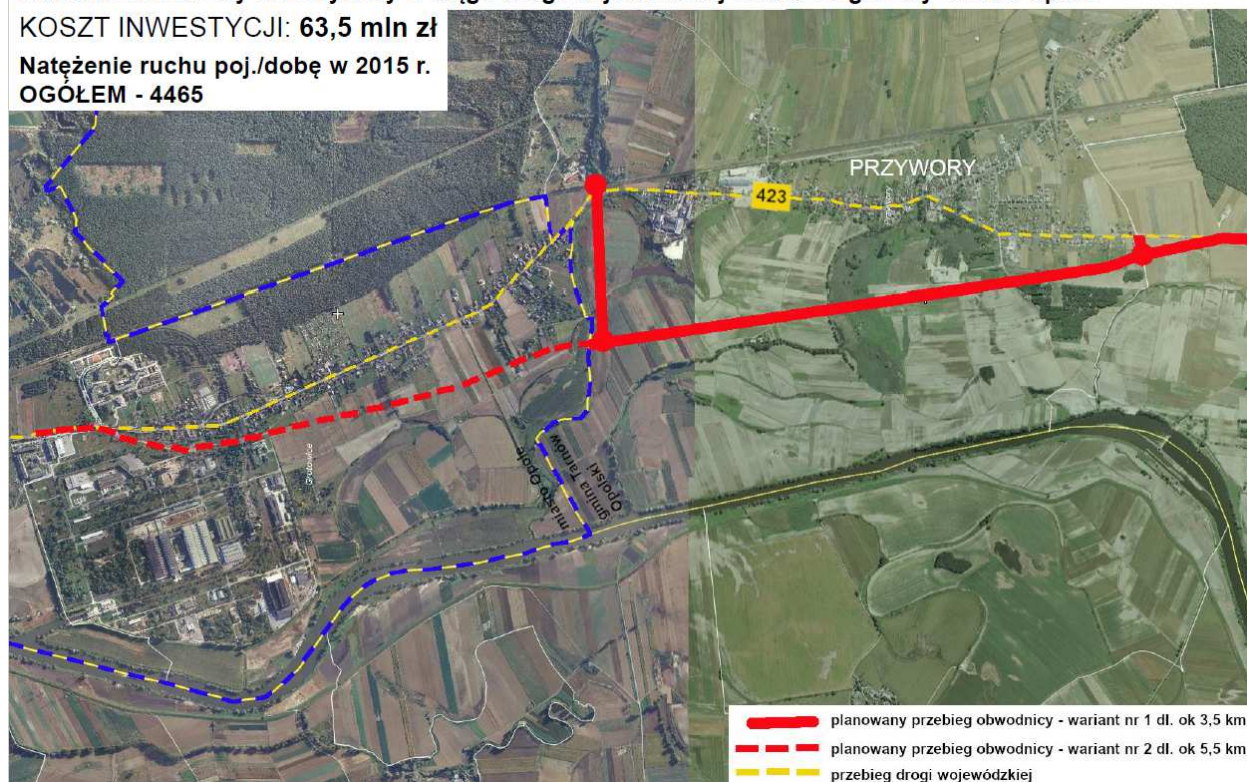 KOSZT INWESTYCJI: 63,5 mln zł
Natężenie ruchu poj./dobę w 2015 r.
OGÓŁEM - 4465
PRZYWORY
423
Grotowice
miasto Opole
gmina Tarnów
Opolski
planowany przebieg obwodnicy - wariant nr 1 dł. ok 3,5 km
planowany przebieg obwodnicy - wariant nr 2 dł. ok 5,5 km
przebieg drogi wojewódzkiej